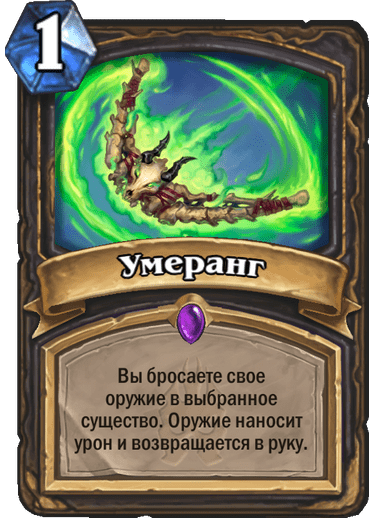 1
Умеранг
Вы бросаете свое
оружие в выбранное
существо. Оружие наносит
урон и возвращается в руку.